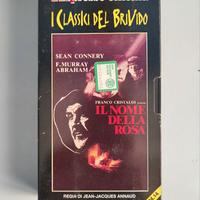 I CLASSICI DEL BRIVIDO
SEAN CONNERY
F. MURRAY
ABRAHAM
FRANCO CRISTALDI
IL NOME
DELLA
ROSA
REGIA DI JEAN-JACQUES ANNAUD